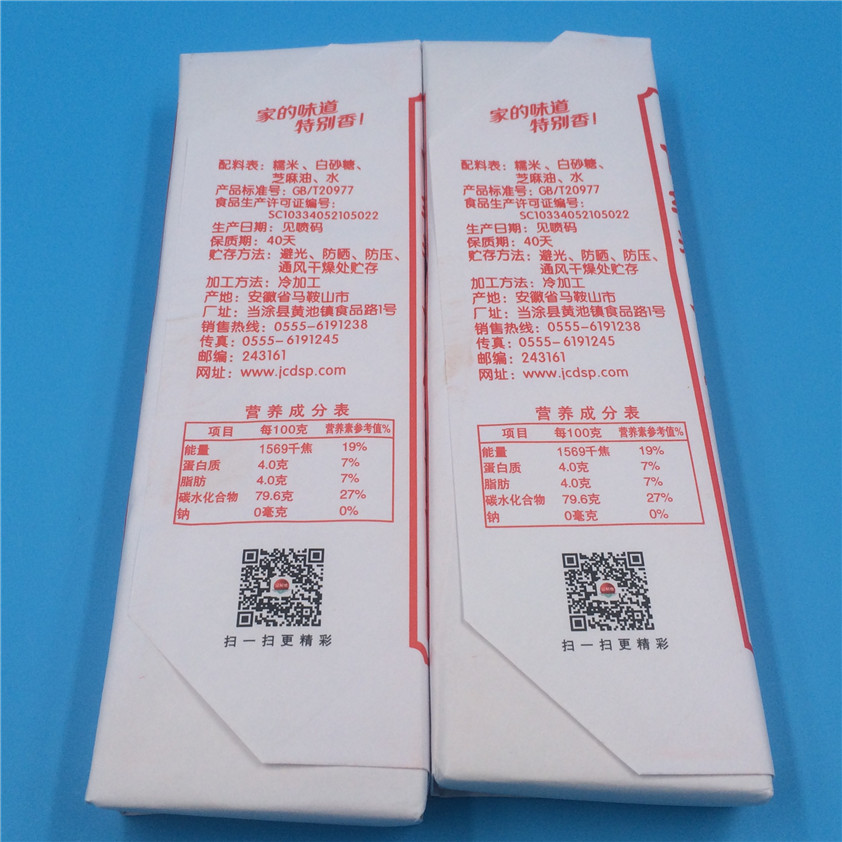 家的味道
特别香!
配料表：糯米、白砂糖、
芝麻油、水
产品标准号：GB/T20977
食品生产许可证编号：
SC10334052105022
生产日期：见喷码
保质期：40天
贮存方法：避光、防晒、防压、
通风干燥处贮存
加工方法：冷加工
产地：安徽省马鞍山市
厂址：当涂县黄池镇食品路1号
销售热线：0555-6191238
传真：0555-6191245
邮编：243161
网址：www.jcdsp.com
营养成分表
项目 每100克 营养素参考值%
能量 1569千焦 19%
蛋白质 4.0克 7%
脂肪 4.0克 7%
碳水化合物 79.6克 27%
钠 0毫克 0%
扫一扫更精彩
家的味道
特别香!
配料表：糯米、白砂糖、
芝麻油、水
产品标准号：GB/T20977
食品生产许可证编号：
SC10334052105022
生产日期：见喷码
保质期：40天
贮存方法：避光、防晒、防压、
通风干燥处贮存
加工方法：冷加工
产地：安徽省马鞍山市
厂址：当涂县黄池镇食品路1号
销售热线：0555-6191238
传真：0555-6191245
邮编：243161
网址：www.jcdsp.com
营养成分表
项目 每100克 营养素参考值%
能量 1569千焦 19%
蛋白质 4.0克 7%
脂肪 4.0克 7%
碳水化合物 79.6克 27%
钠 0毫克 0%
扫一扫更精彩